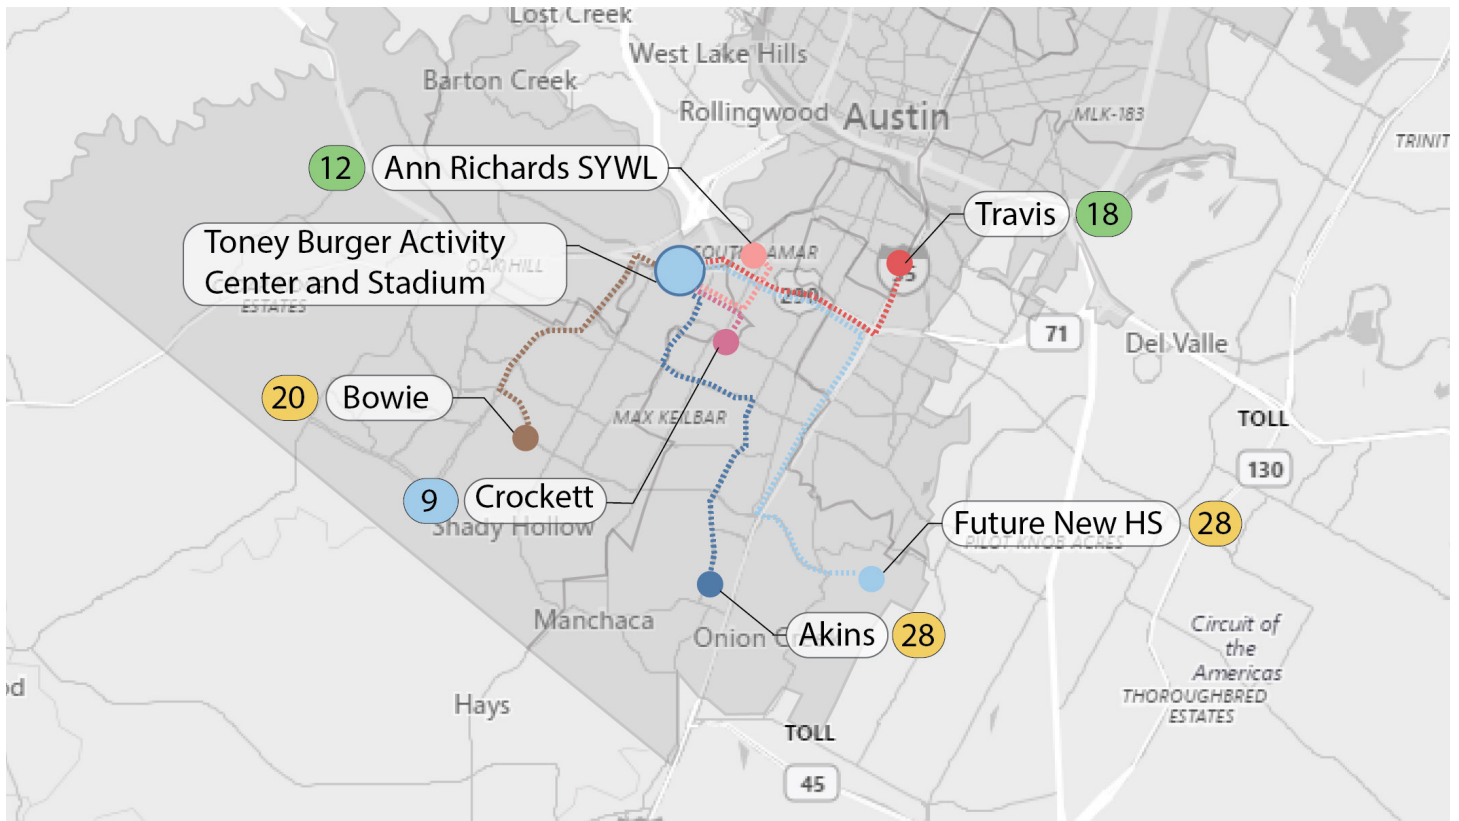 Lost Creek
West Lake Hills
Barton Creek
Rollingwood
Austin
MLK-183
TRINIT
12
Ann Richards SYWL
Travis
18
Toney Burger Activity
Center and Stadium
OAK HILL
ESTATES
71
Del Valle
20
Bowie
MAX KEILBAR
TOLL
130
9
Crockett
Shady Hollow
Future New HS
28
PILOT KNOB ACRES
Manchaca
Onion
Akins
28
Circuit of
the
Americas
THOROUGHBRED
ESTATES
od
Hays
TOLL
45